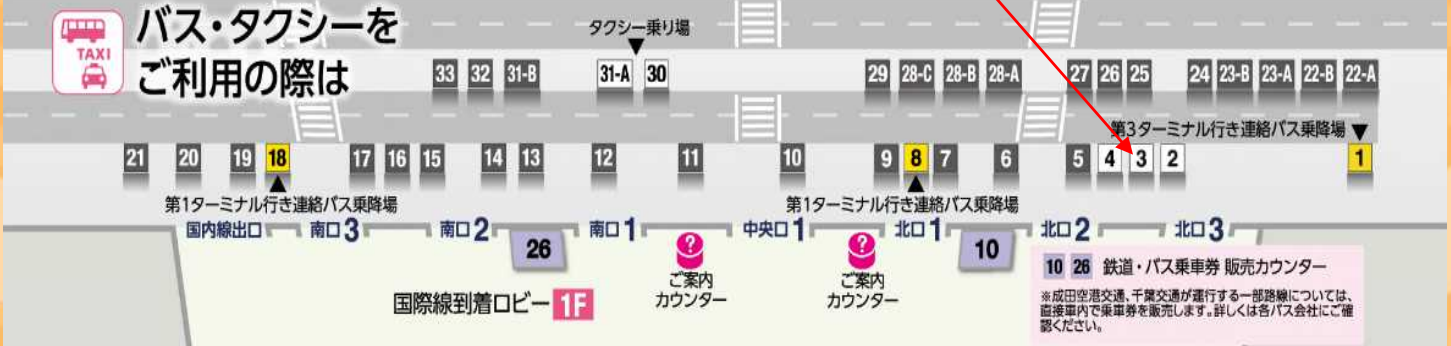 バス・タクシーを
ご利用の際は
TAXI
タクシー乗り場
33 32 31-B 31-A 30 29 28-C 28-B 28-A 27 26 25 24 23-B 23-A 22-B 22-A
第3ターミナル行き連絡バス乗降場
21 20 19 18 17 16 15 14 13 12 11 10 9 8 7 6 5 4 3 2 1
第1ターミナル行き連絡バス乗降場
第1ターミナル行き連絡バス乗降場
国内線出口 南口3 南口2 南口1 中央口1 北口1 北口2 北口3
26
?
ご案内
カウンター
?
ご案内
カウンター
10
国際線到着ロビー 1F
10 26 鉄道・バス乗車券 販売カウンター
※成田空港交通、千葉交通が運行する一部路線については、
直接車内で乗車券を販売します。詳しくは各バス会社にご確
認ください。